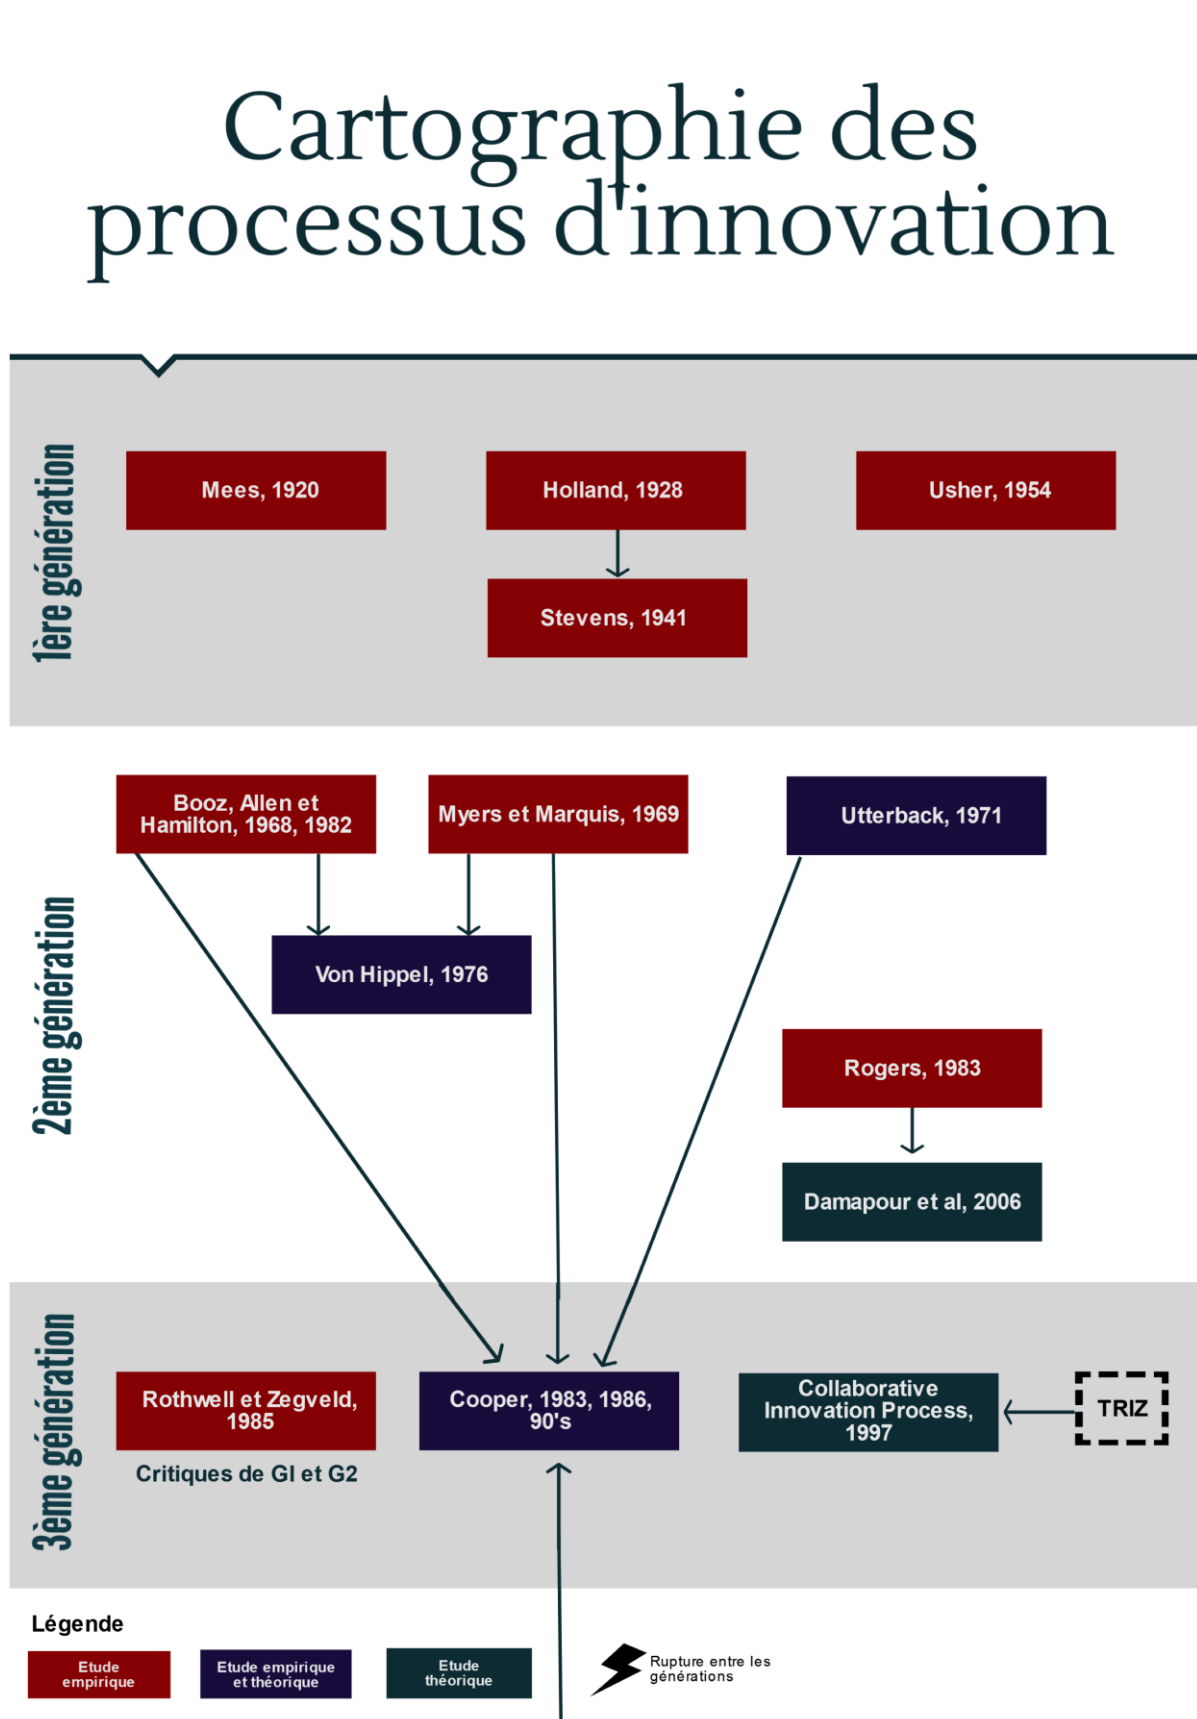 Cartographie des
processus d'innovation
1ère génération
Mees, 1920
Holland, 1928
Usher, 1954
Stevens, 1941
2ème génération
Booz, Allen et
Hamilton, 1968, 1982
Myers et Marquis, 1969
Utterback, 1971
Von Hippel, 1976
Rogers, 1983
Damapour et al, 2006
3ème génération
Rothwell et Zegveld,
1985
Critiques de GI et G2
Cooper, 1983, 1986,
90's
Collaborative
Innovation Process,
1997
TRIZ
Légende
Etude
empirique
Etude empirique
et théorique
Etude
théorique
Rupture entre les
générations